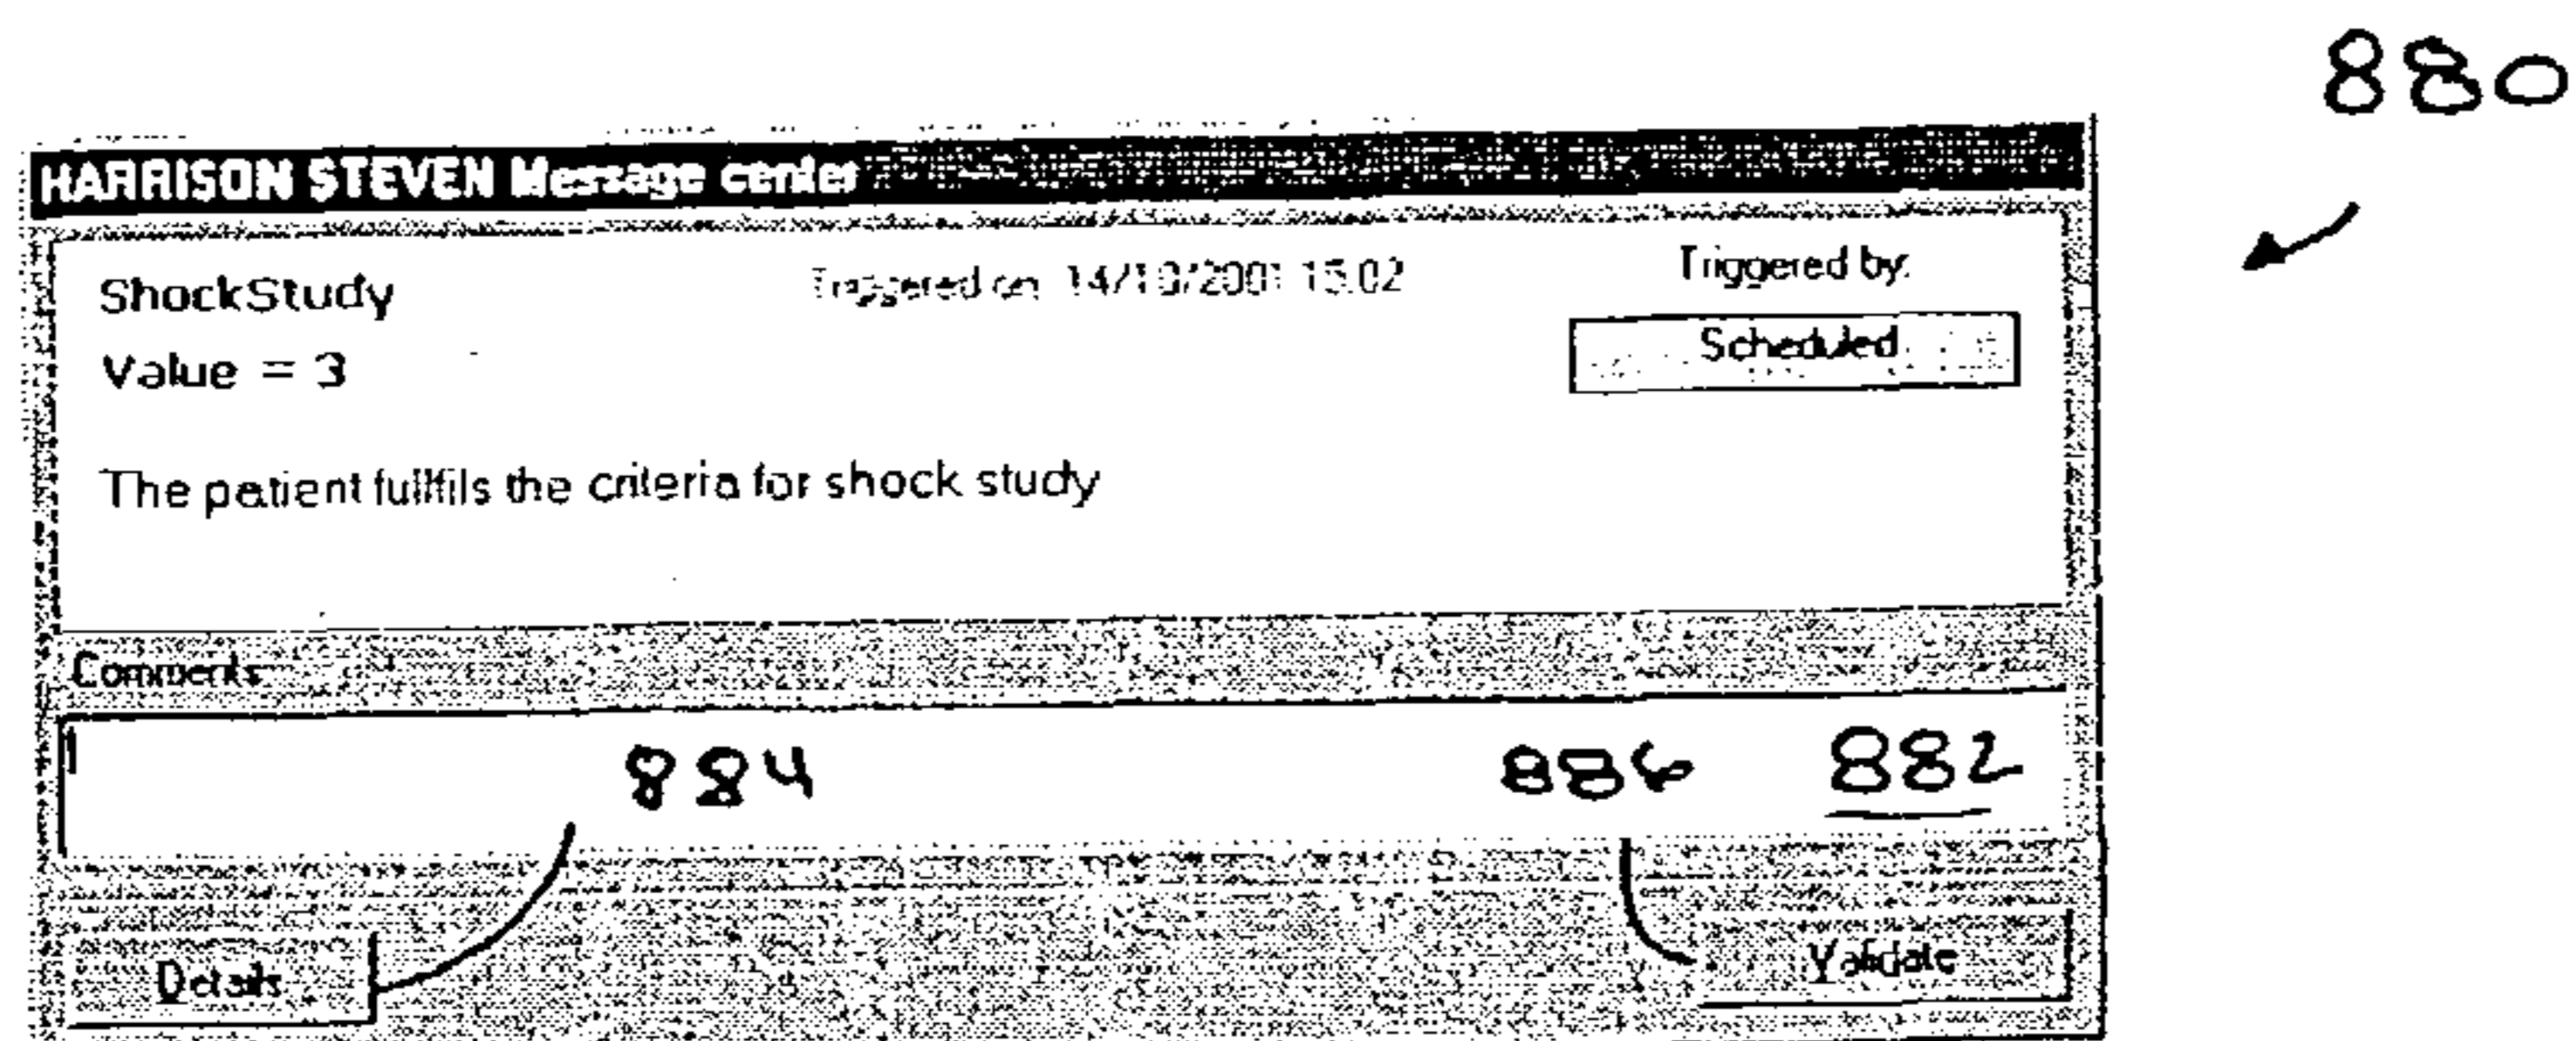 880
HARRISON STEVEN Message center
ShockStudy
Triggered on: 14/10/2001 15:02
Triggered by:
Value = 3
Scheduled
The patient fullfils the criteria for shock study
Comments
884 886 882
Details
Validate